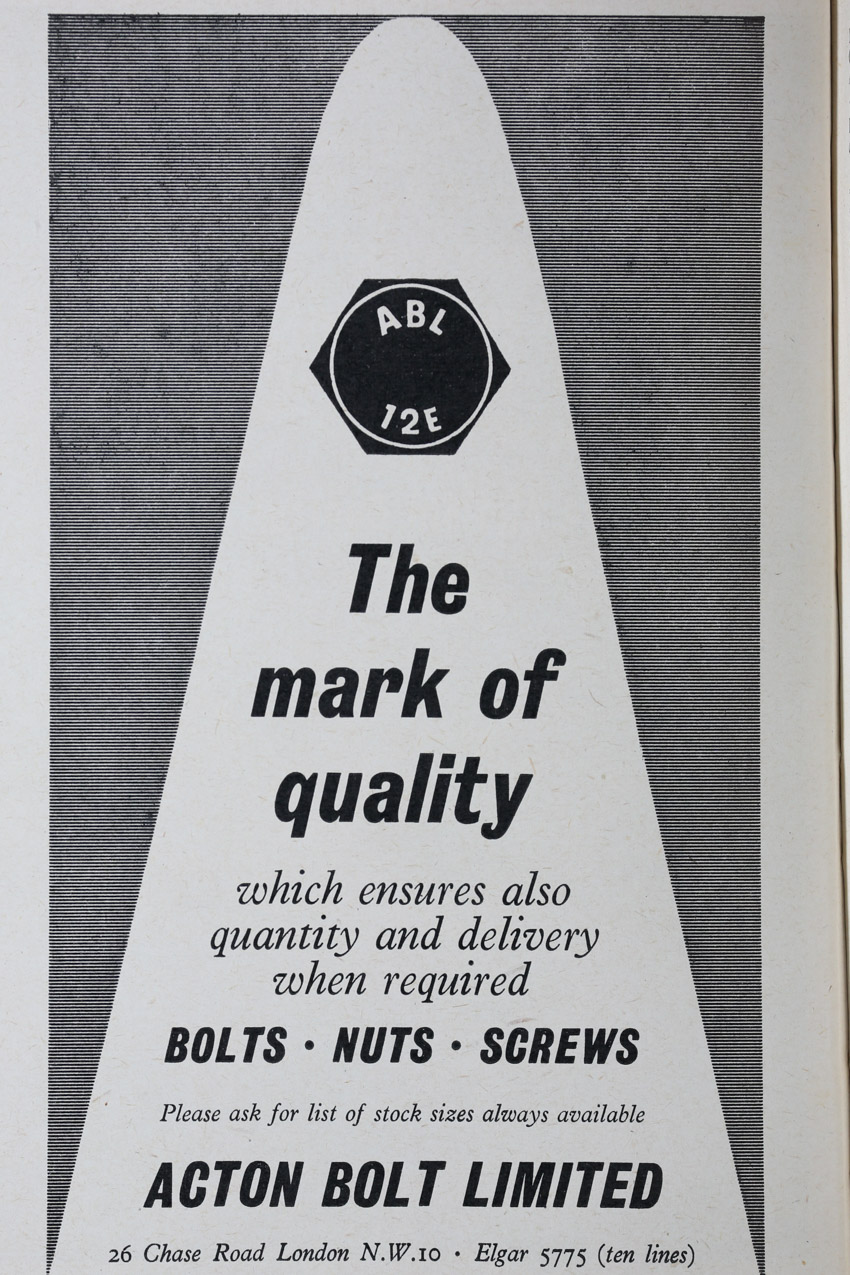 ABL
12E
The
mark of
quality
which ensures also
quantity and delivery
when required
BOLTS · NUTS · SCREWS
Please ask for list of stock sizes always available
ACTON BOLT LIMITED
26 Chase Road London N.W.10 · Elgar 5775 (ten lines)